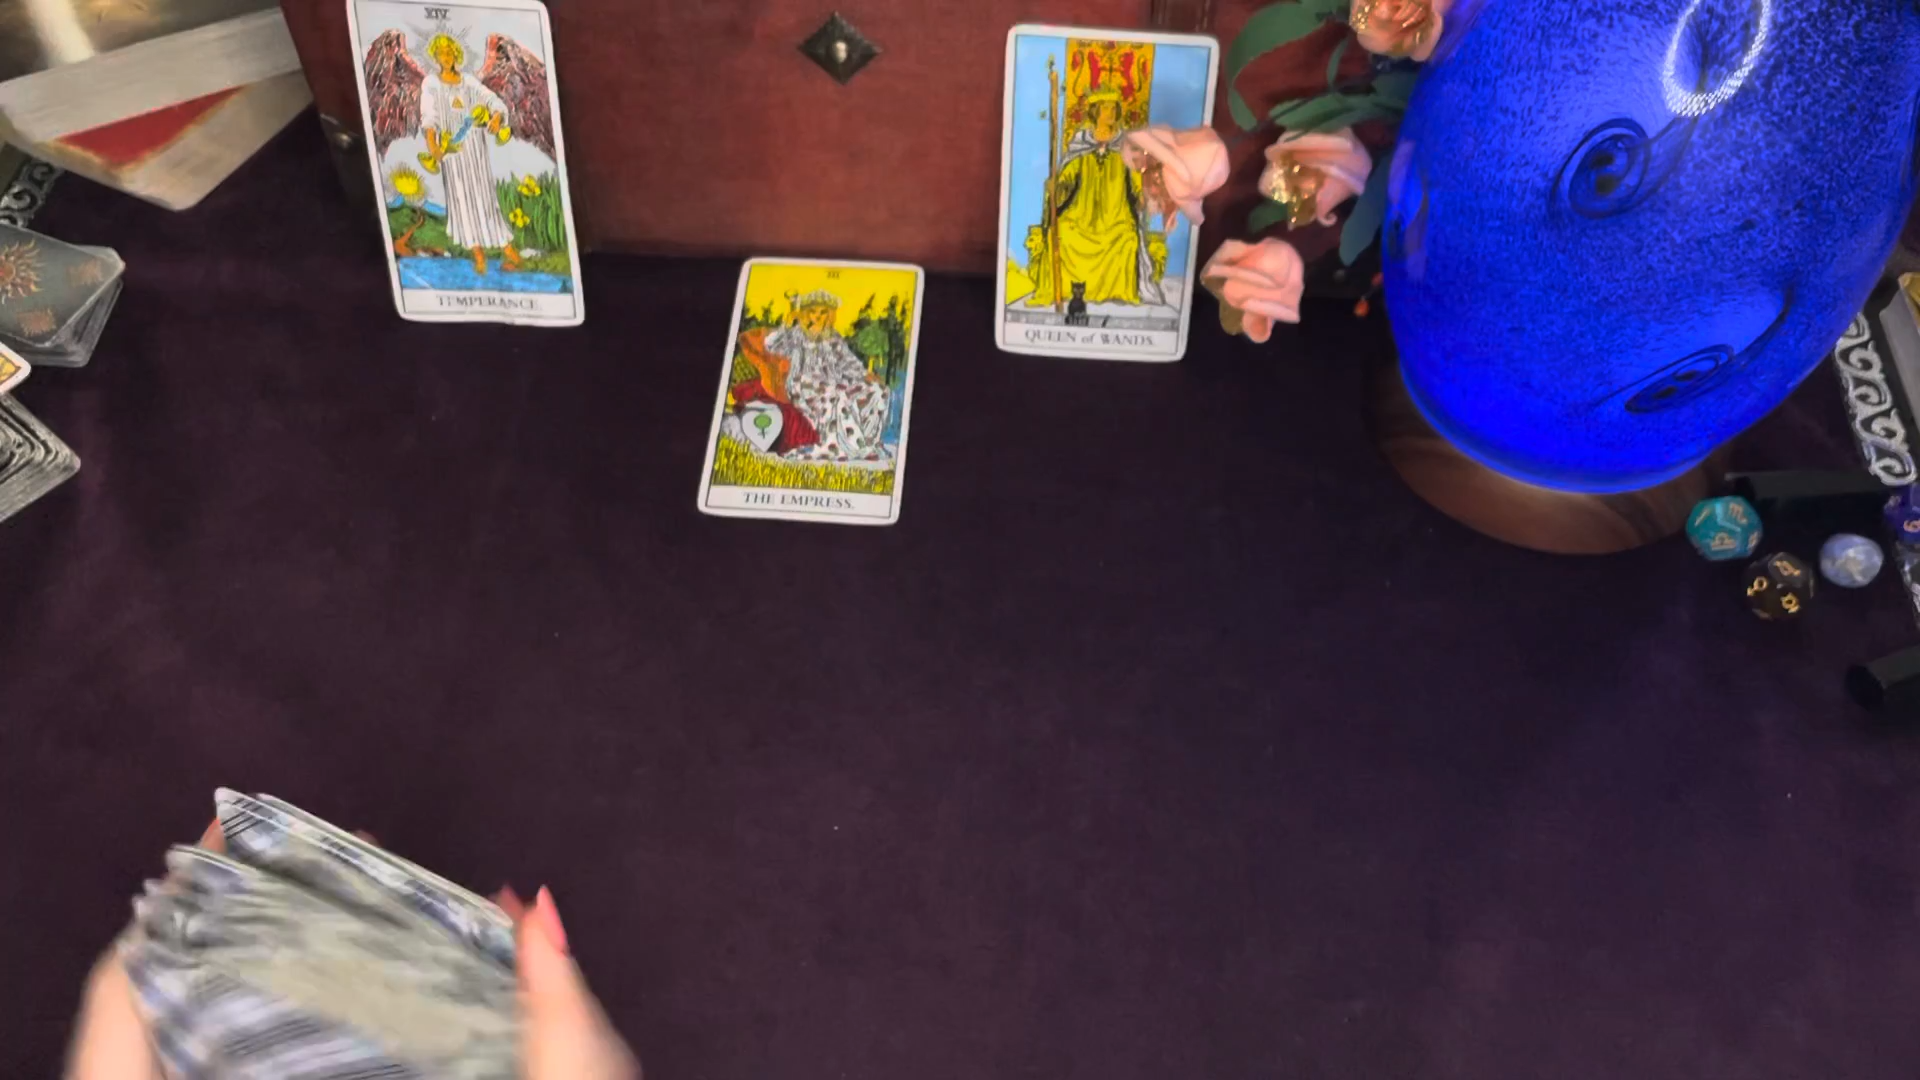 XIV
TEMPERANCE.
III
THE EMPRESS.
QUEEN of WANDS.